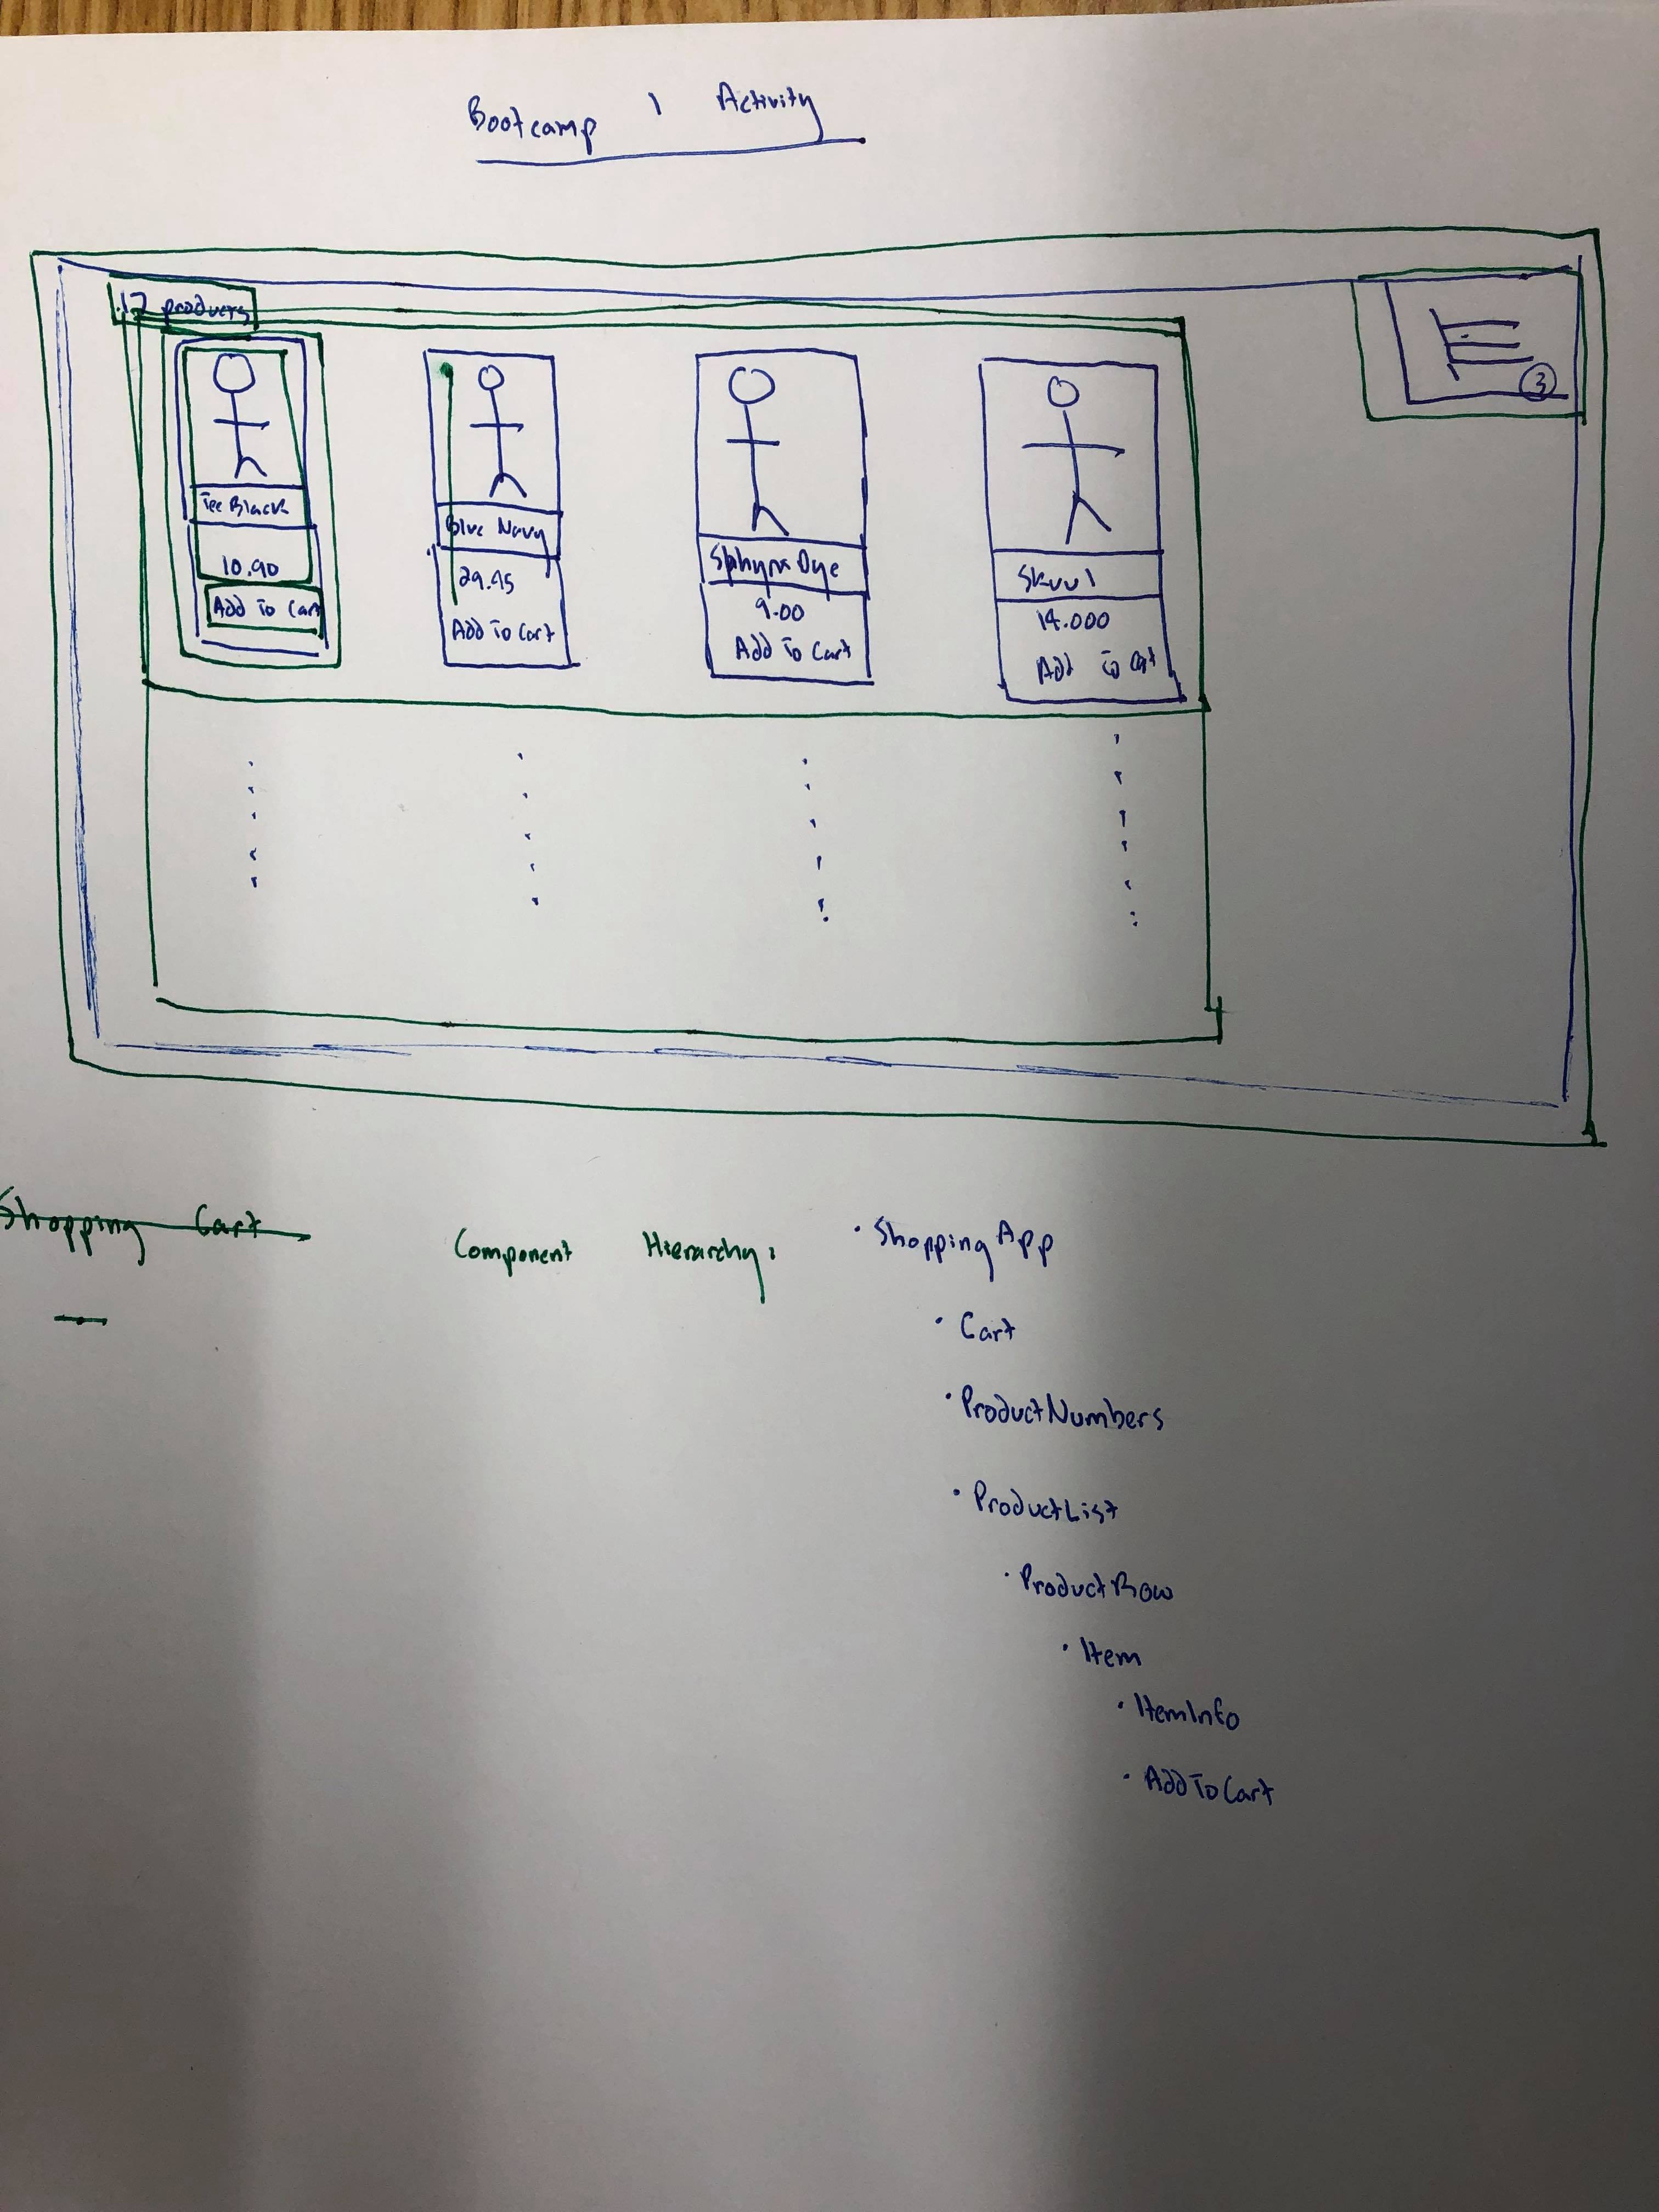 Bootcamp 1 Activity
17 products
3
Tee Black
Blue Navy
Sphynx Dye
Skuul
10.90
29.45
9.00
14.000
Add To Cart
Add To Cart
Add To Cart
Add To Cart
Shopping Cart
Component Hierarchy:
· ShoppingApp
· Cart
· ProductNumbers
· ProductList
· ProductRow
· Item
· ItemInfo
· AddToCart